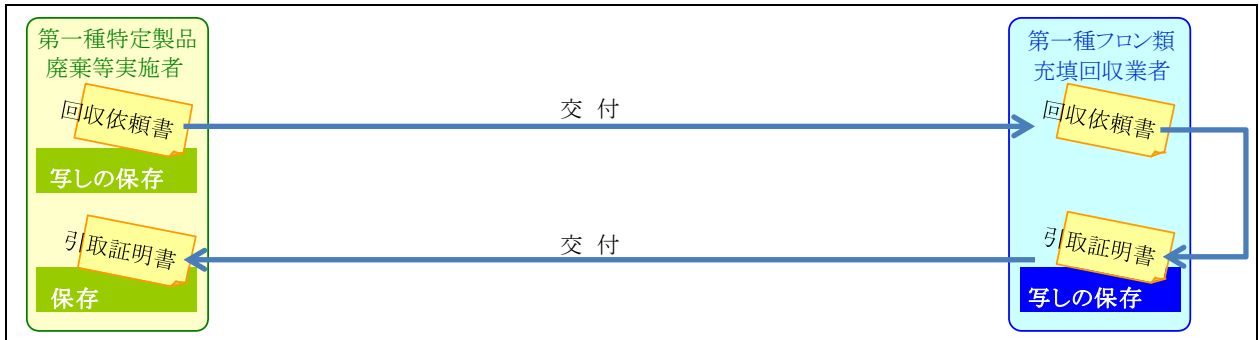 第一種特定製品
廃棄等実施者
回収依頼書
写しの保存
引取証明書
保存
交 付
交 付
第一種フロン類
充填回収業者
回収依頼書
引取証明書
写しの保存